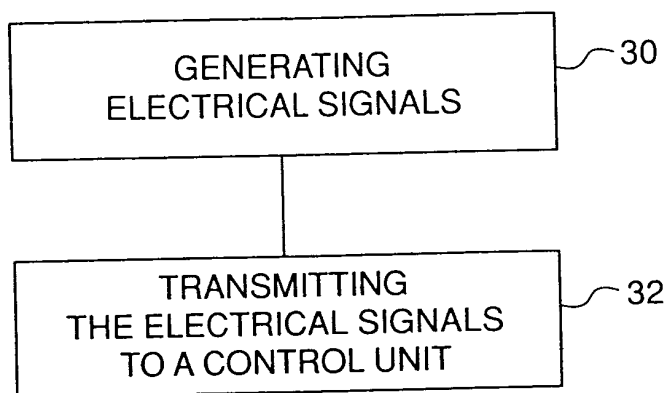 GENERATING
ELECTRICAL SIGNALS
30
TRANSMITTING
THE ELECTRICAL SIGNALS
TO A CONTROL UNIT
32